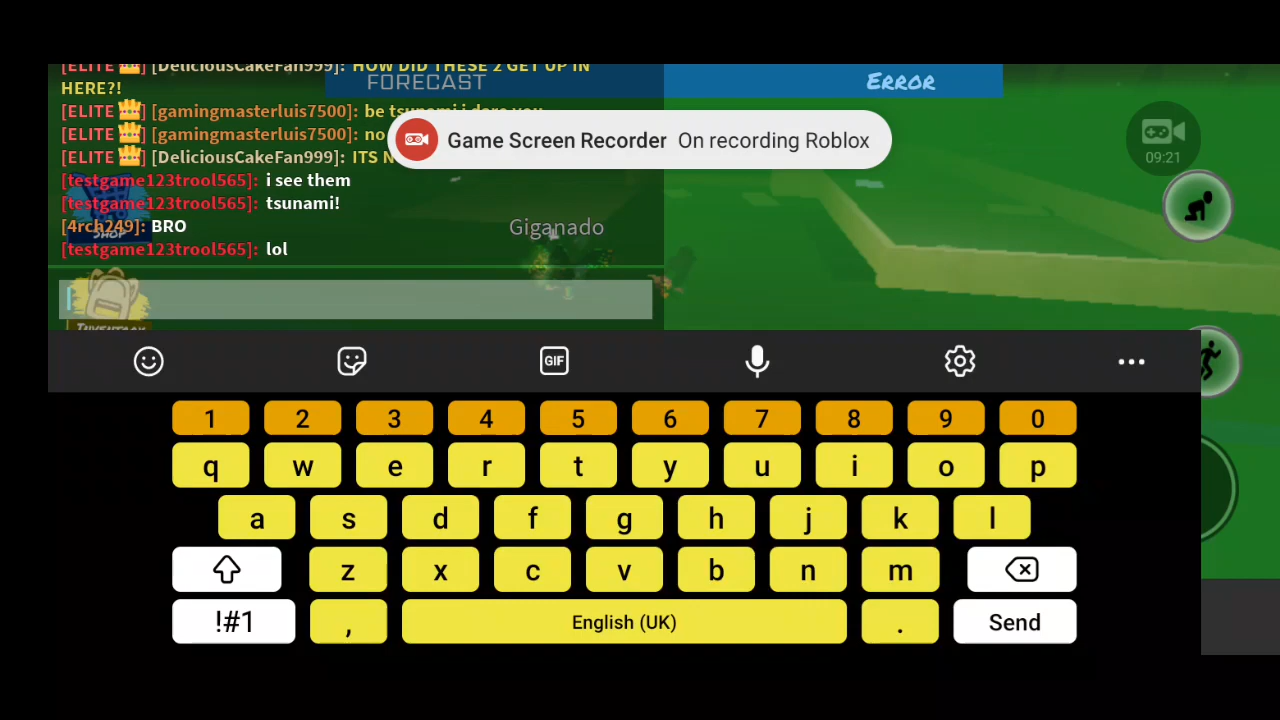 [ELITE👑] [DeliciousCakeFan999]: HOW DID THESE 2 GET UP IN
HERE?!
FORECAST
ERROR
[ELITE👑] [gamingmasterluis7500]: be tsunami i dare you
[ELITE👑] [gamingmasterluis7500]: no
[ELITE👑] [DeliciousCakeFan999]: ITS
Game Screen Recorder On recording Roblox
09:21
[testgame123trool565]: i see them
[testgame123trool565]: tsunami!
[4rch249]: BRO
SHOP
[testgame123trool565]: lol
Giganado
INVENTORY
GIF
1 2 3 4 5 6 7 8 9 0
q w e r t y u i o p
a s d f g h j k l
z x c v b n m
!#1 , English (UK) . Send